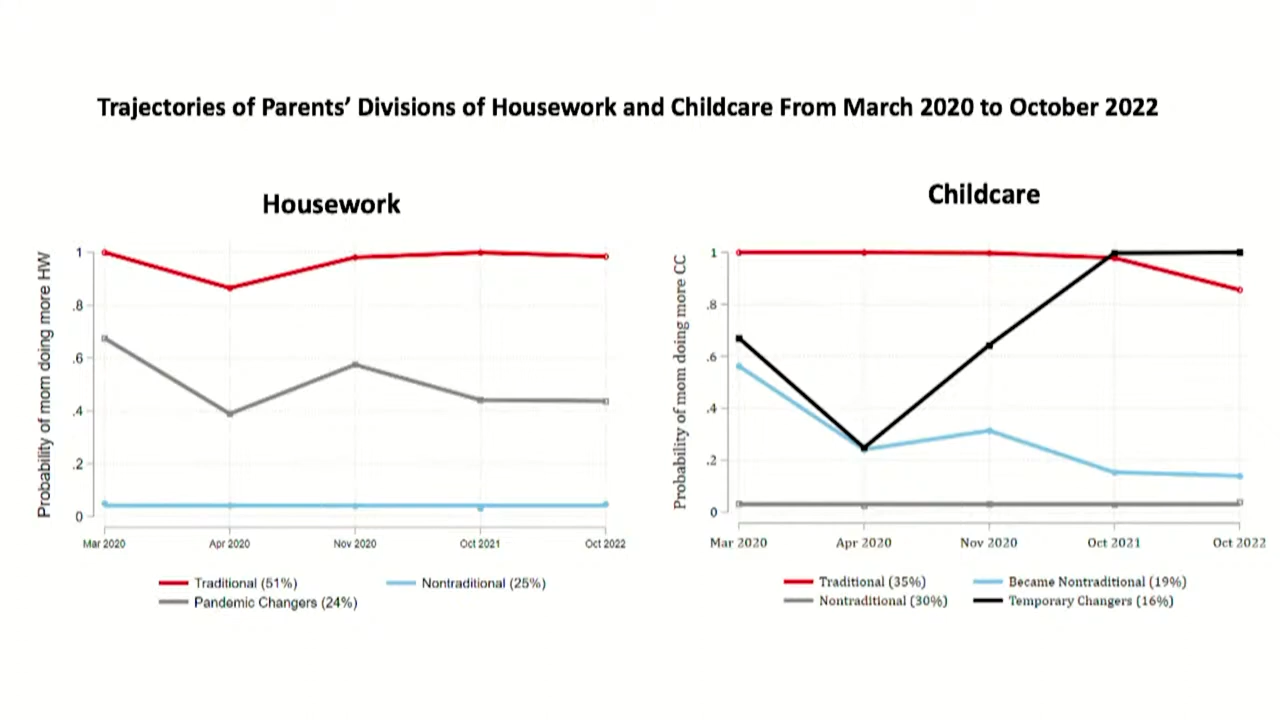 Trajectories of Parents’ Divisions of Housework and Childcare From March 2020 to October 2022
Housework
Probability of mom doing more HW
1
.8
.6
.4
.2
0
Mar 2020 Apr 2020 Nov 2020 Oct 2021 Oct 2022
Traditional (51%) Nontraditional (25%)
Pandemic Changers (24%)
Childcare
Probability of mom doing more CC
1
.8
.6
.4
.2
0
Mar 2020 Apr 2020 Nov 2020 Oct 2021 Oct 2022
Traditional (35%) Became Nontraditional (19%)
Nontraditional (30%) Temporary Changers (16%)